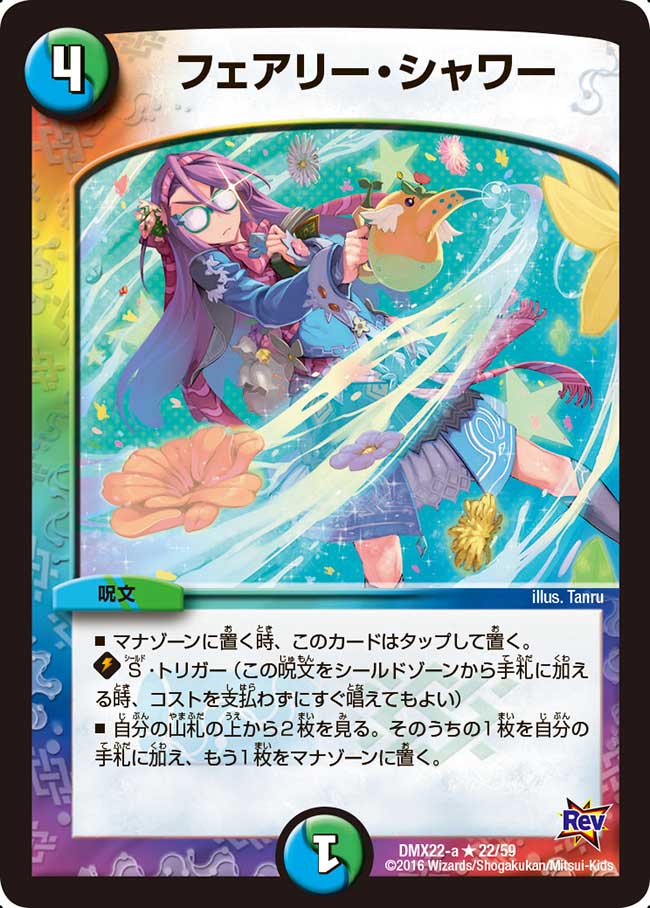 4
フェアリー・シャワー
呪文
illus. Tanru
■ マナゾーンに置く時、このカードはタップして置く。
S・トリガー(この呪文をシールドゾーンから手札に加え
る時、コストを支払わずにすぐ唱えてもよい)
■ 自分の山札の上から2枚を見る。そのうちの1枚を自分の
手札に加え、もう1枚をマナゾーンに置く。
Rev
1
DMX22-a ★ 22/59
©2016 Wizards/Shogakukan/Mitsui-Kids